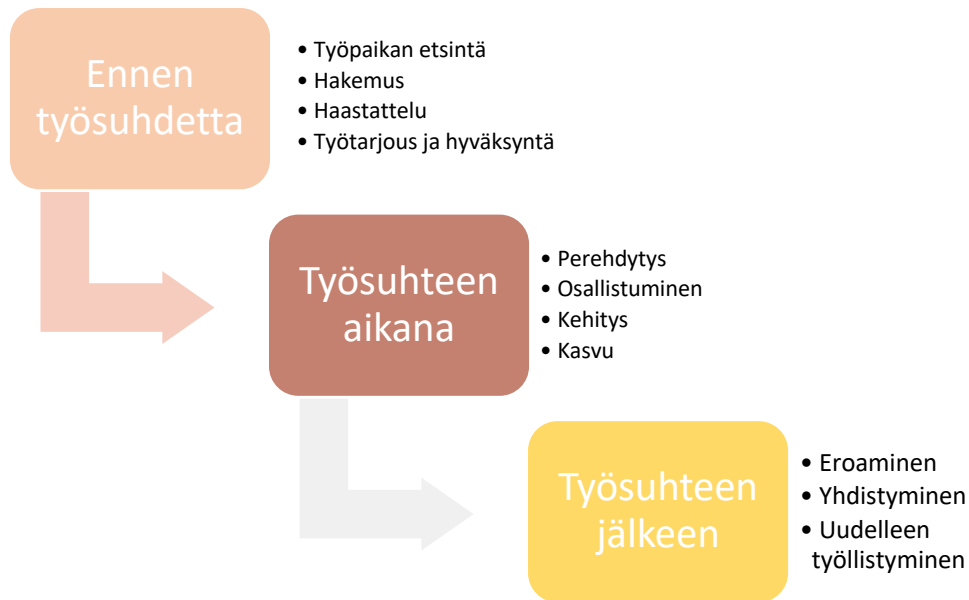 Ennen
työsuhdetta
• Työpaikan etsintä
• Hakemus
• Haastattelu
• Työtarjous ja hyväksyntä
Työsuhteen
aikana
• Perehdytys
• Osallistuminen
• Kehitys
• Kasvu
Työsuhteen
jälkeen
• Eroaminen
• Yhdistyminen
• Uudelleen
työllistyminen